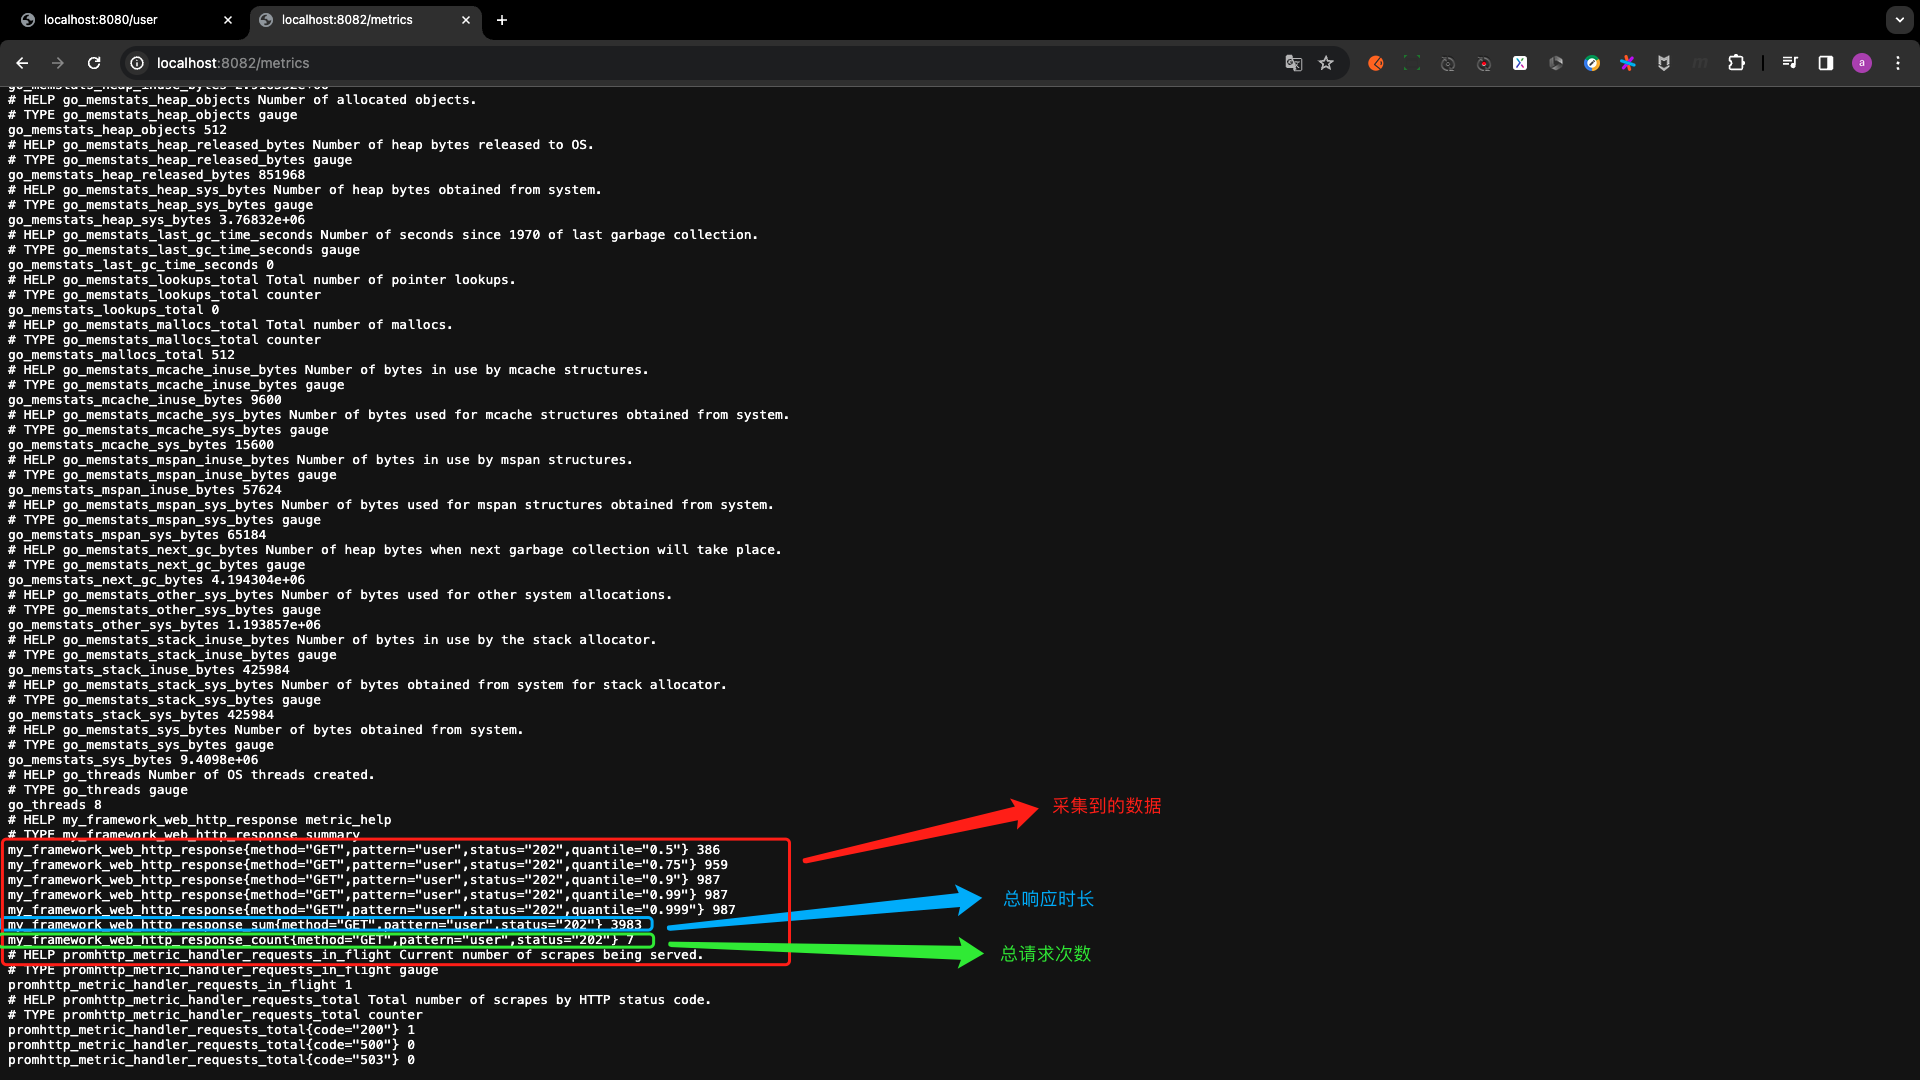 localhost:8080/user
localhost:8082/metrics
localhost:8082/metrics
go_memstats_heap_inuse_bytes 2.916352e+06
# HELP go_memstats_heap_objects Number of allocated objects.
# TYPE go_memstats_heap_objects gauge
go_memstats_heap_objects 512
# HELP go_memstats_heap_released_bytes Number of heap bytes released to OS.
# TYPE go_memstats_heap_released_bytes gauge
go_memstats_heap_released_bytes 851968
# HELP go_memstats_heap_sys_bytes Number of heap bytes obtained from system.
# TYPE go_memstats_heap_sys_bytes gauge
go_memstats_heap_sys_bytes 3.76832e+06
# HELP go_memstats_last_gc_time_seconds Number of seconds since 1970 of last garbage collection.
# TYPE go_memstats_last_gc_time_seconds gauge
go_memstats_last_gc_time_seconds 0
# HELP go_memstats_lookups_total Total number of pointer lookups.
# TYPE go_memstats_lookups_total counter
go_memstats_lookups_total 0
# HELP go_memstats_mallocs_total Total number of mallocs.
# TYPE go_memstats_mallocs_total counter
go_memstats_mallocs_total 512
# HELP go_memstats_mcache_inuse_bytes Number of bytes in use by mcache structures.
# TYPE go_memstats_mcache_inuse_bytes gauge
go_memstats_mcache_inuse_bytes 9600
# HELP go_memstats_mcache_sys_bytes Number of bytes used for mcache structures obtained from system.
# TYPE go_memstats_mcache_sys_bytes gauge
go_memstats_mcache_sys_bytes 15600
# HELP go_memstats_mspan_inuse_bytes Number of bytes in use by mspan structures.
# TYPE go_memstats_mspan_inuse_bytes gauge
go_memstats_mspan_inuse_bytes 57624
# HELP go_memstats_mspan_sys_bytes Number of bytes used for mspan structures obtained from system.
# TYPE go_memstats_mspan_sys_bytes gauge
go_memstats_mspan_sys_bytes 65184
# HELP go_memstats_next_gc_bytes Number of heap bytes when next garbage collection will take place.
# TYPE go_memstats_next_gc_bytes gauge
go_memstats_next_gc_bytes 4.194304e+06
# HELP go_memstats_other_sys_bytes Number of bytes used for other system allocations.
# TYPE go_memstats_other_sys_bytes gauge
go_memstats_other_sys_bytes 1.193857e+06
# HELP go_memstats_stack_inuse_bytes Number of bytes in use by the stack allocator.
# TYPE go_memstats_stack_inuse_bytes gauge
go_memstats_stack_inuse_bytes 425984
# HELP go_memstats_stack_sys_bytes Number of bytes obtained from system for stack allocator.
# TYPE go_memstats_stack_sys_bytes gauge
go_memstats_stack_sys_bytes 425984
# HELP go_memstats_sys_bytes Number of bytes obtained from system.
# TYPE go_memstats_sys_bytes gauge
go_memstats_sys_bytes 9.4098e+06
# HELP go_threads Number of OS threads created.
# TYPE go_threads gauge
go_threads 8
采集到的数据
# HELP my_framework_web_http_response metric_help
# TYPE my_framework_web_http_response summary
my_framework_web_http_response{method="GET",pattern="user",status="202",quantile="0.5"} 386
my_framework_web_http_response{method="GET",pattern="user",status="202",quantile="0.75"} 959
my_framework_web_http_response{method="GET",pattern="user",status="202",quantile="0.9"} 987
my_framework_web_http_response{method="GET",pattern="user",status="202",quantile="0.99"} 987
总响应时长
my_framework_web_http_response{method="GET",pattern="user",status="202",quantile="0.999"} 987
my_framework_web_http_response_sum{method="GET",pattern="user",status="202"} 3983
my_framework_web_http_response_count{method="GET",pattern="user",status="202"} 7
总请求次数
# HELP promhttp_metric_handler_requests_in_flight Current number of scrapes being served.
# TYPE promhttp_metric_handler_requests_in_flight gauge
promhttp_metric_handler_requests_in_flight 1
# HELP promhttp_metric_handler_requests_total Total number of scrapes by HTTP status code.
# TYPE promhttp_metric_handler_requests_total counter
promhttp_metric_handler_requests_total{code="200"} 1
promhttp_metric_handler_requests_total{code="500"} 0
promhttp_metric_handler_requests_total{code="503"} 0